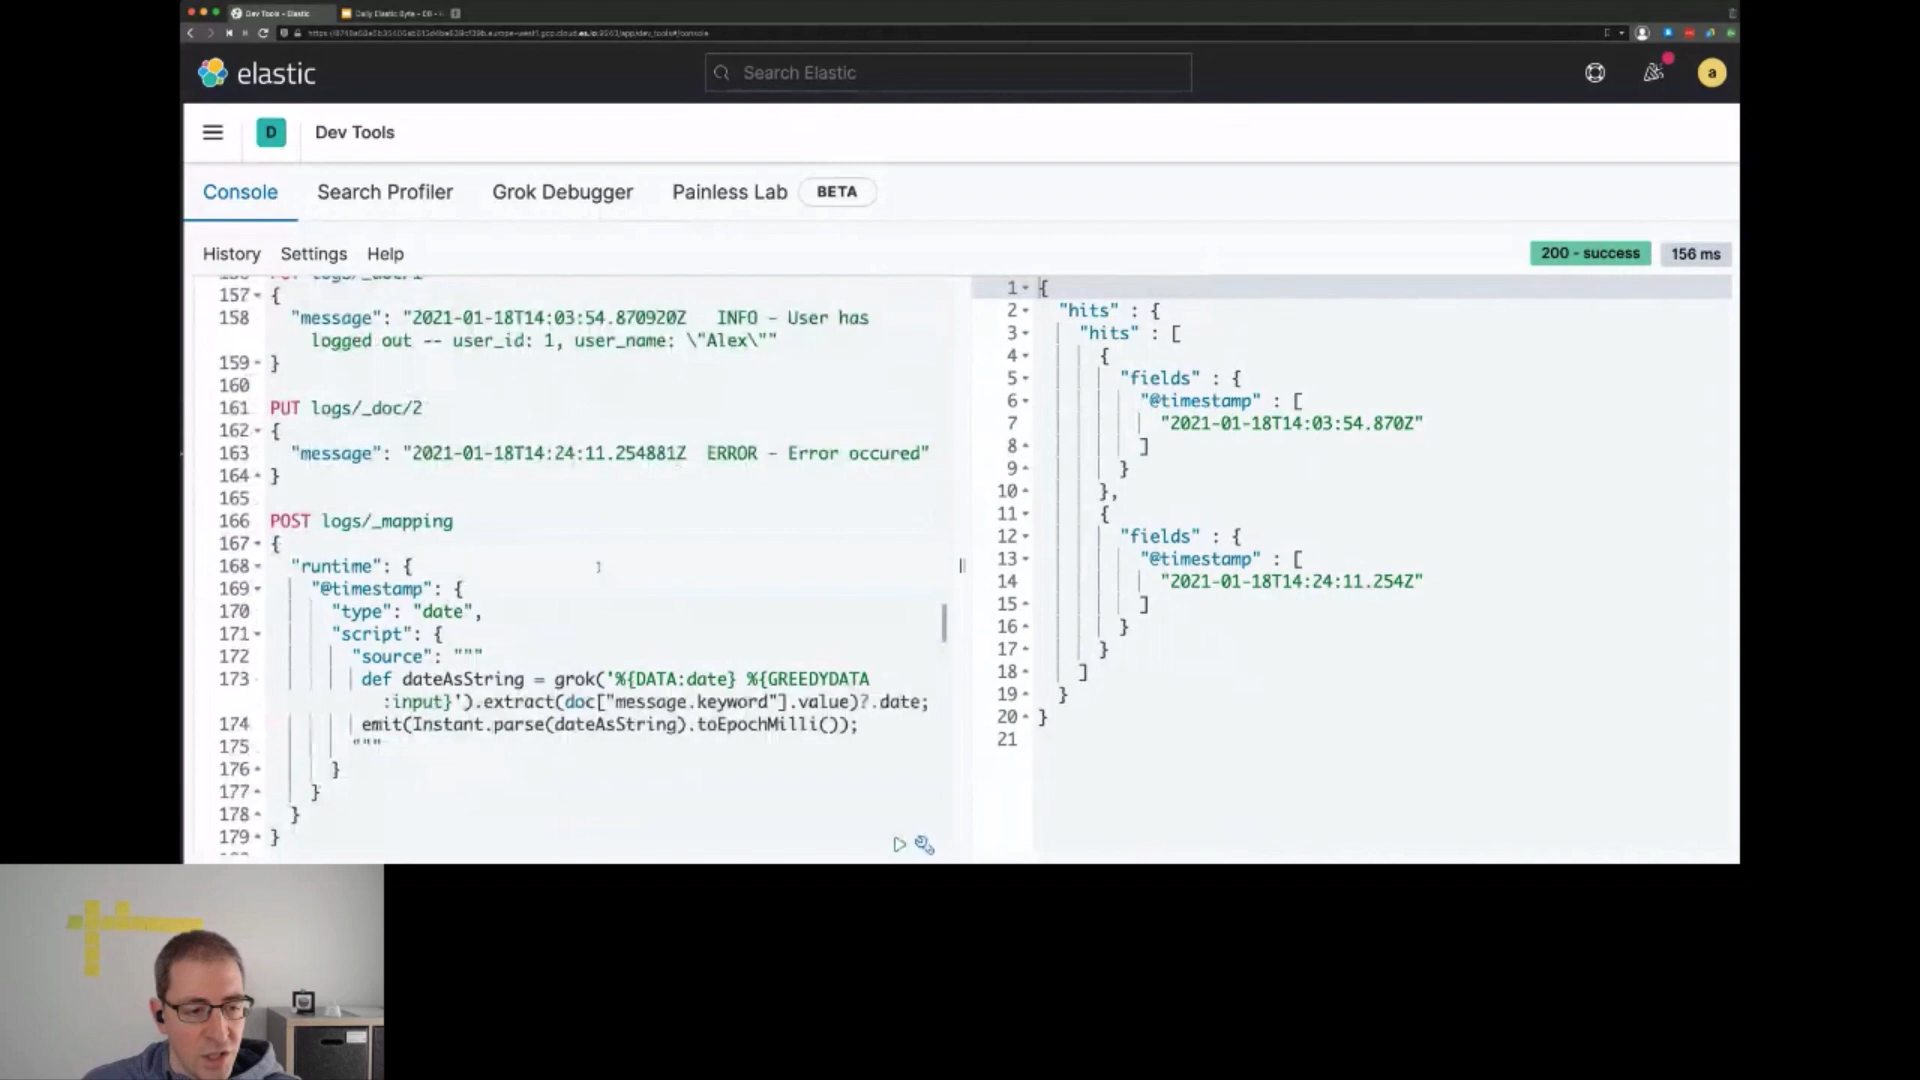 Dev Tools - Elastic
elastic
Search Elastic
a
D
Dev Tools
Console
Search Profiler
Grok Debugger
Painless Lab
BETA
History
Settings
Help
200 - success
156 ms
157 {
158 "message": "2021-01-18T14:03:54.870920Z   INFO - User has
logged out -- user_id: 1, user_name: \"Alex\""
159 }
160
161 PUT logs/_doc/2
162 {
163 "message": "2021-01-18T14:24:11.254881Z  ERROR - Error occured"
164 }
165
166 POST logs/_mapping
167 {
168 "runtime": {
169 "@timestamp": {
170 "type": "date",
171 "script": {
172 "source": """
173 def dateAsString = grok('%{DATA:date} %{GREEDYDATA
:input}').extract(doc["message.keyword"].value)?.date;
174 emit(Instant.parse(dateAsString).toEpochMilli());
175 """
176 }
177 }
178 }
179 }
1 {
2 "hits" : {
3 "hits" : [
4 {
5 "fields" : {
6 "@timestamp" : [
7 "2021-01-18T14:03:54.870Z"
8 ]
9 }
10 },
11 {
12 "fields" : {
13 "@timestamp" : [
14 "2021-01-18T14:24:11.254Z"
15 ]
16 }
17 }
18 ]
19 }
20 }
21